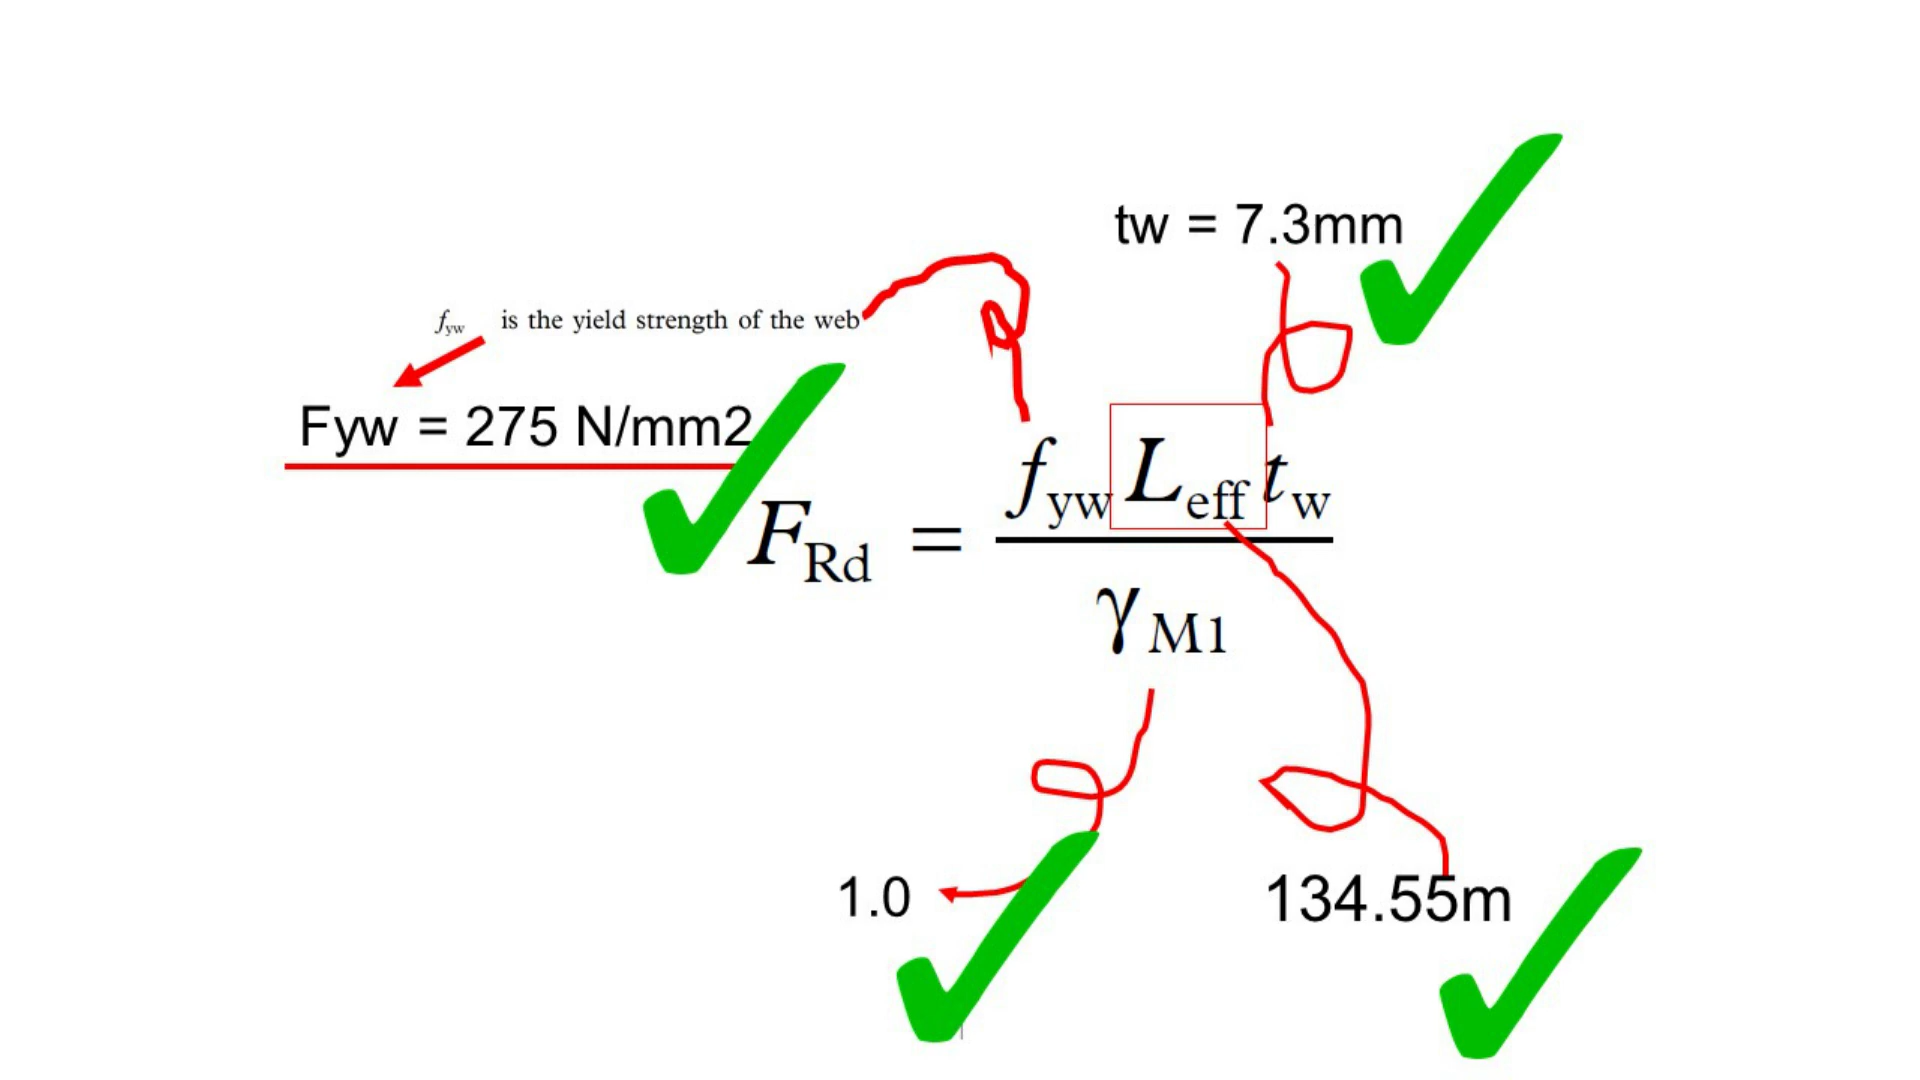 tw = 7.3mm
fyw is the yield strength of the web
Fyw = 275 N/mm2
FRd = fyw Leff tw
γM1
1.0
134.55m